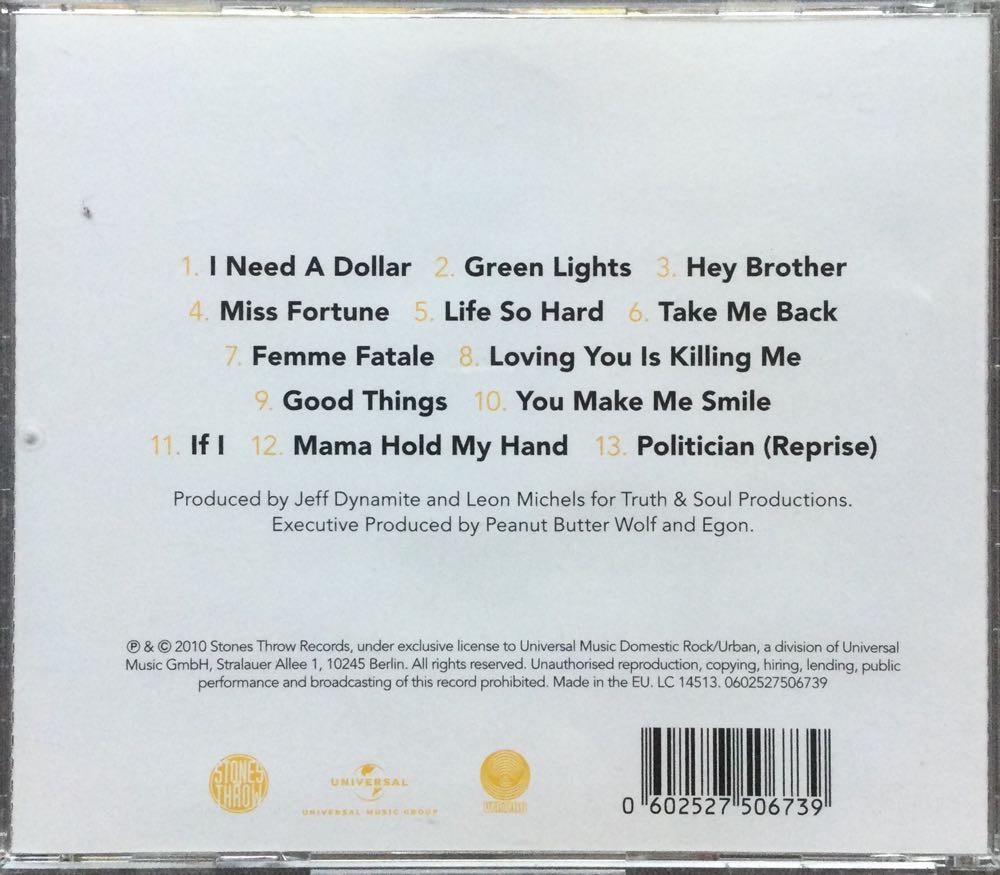 1. I Need A Dollar 2. Green Lights 3. Hey Brother
4. Miss Fortune 5. Life So Hard 6. Take Me Back
7. Femme Fatale 8. Loving You Is Killing Me
9. Good Things 10. You Make Me Smile
11. If I 12. Mama Hold My Hand 13. Politician (Reprise)
Produced by Jeff Dynamite and Leon Michels for Truth & Soul Productions.
Executive Produced by Peanut Butter Wolf and Egon.
℗ & © 2010 Stones Throw Records, under exclusive license to Universal Music Domestic Rock/Urban, a division of Universal
Music GmbH, Stralauer Allee 1, 10245 Berlin. All rights reserved. Unauthorised reproduction, copying, hiring, lending, public
performance and broadcasting of this record prohibited. Made in the EU. LC 14513. 0602527506739
STONES
THROW
UNIVERSAL
UNIVERSAL MUSIC GROUP
0 602527 506739